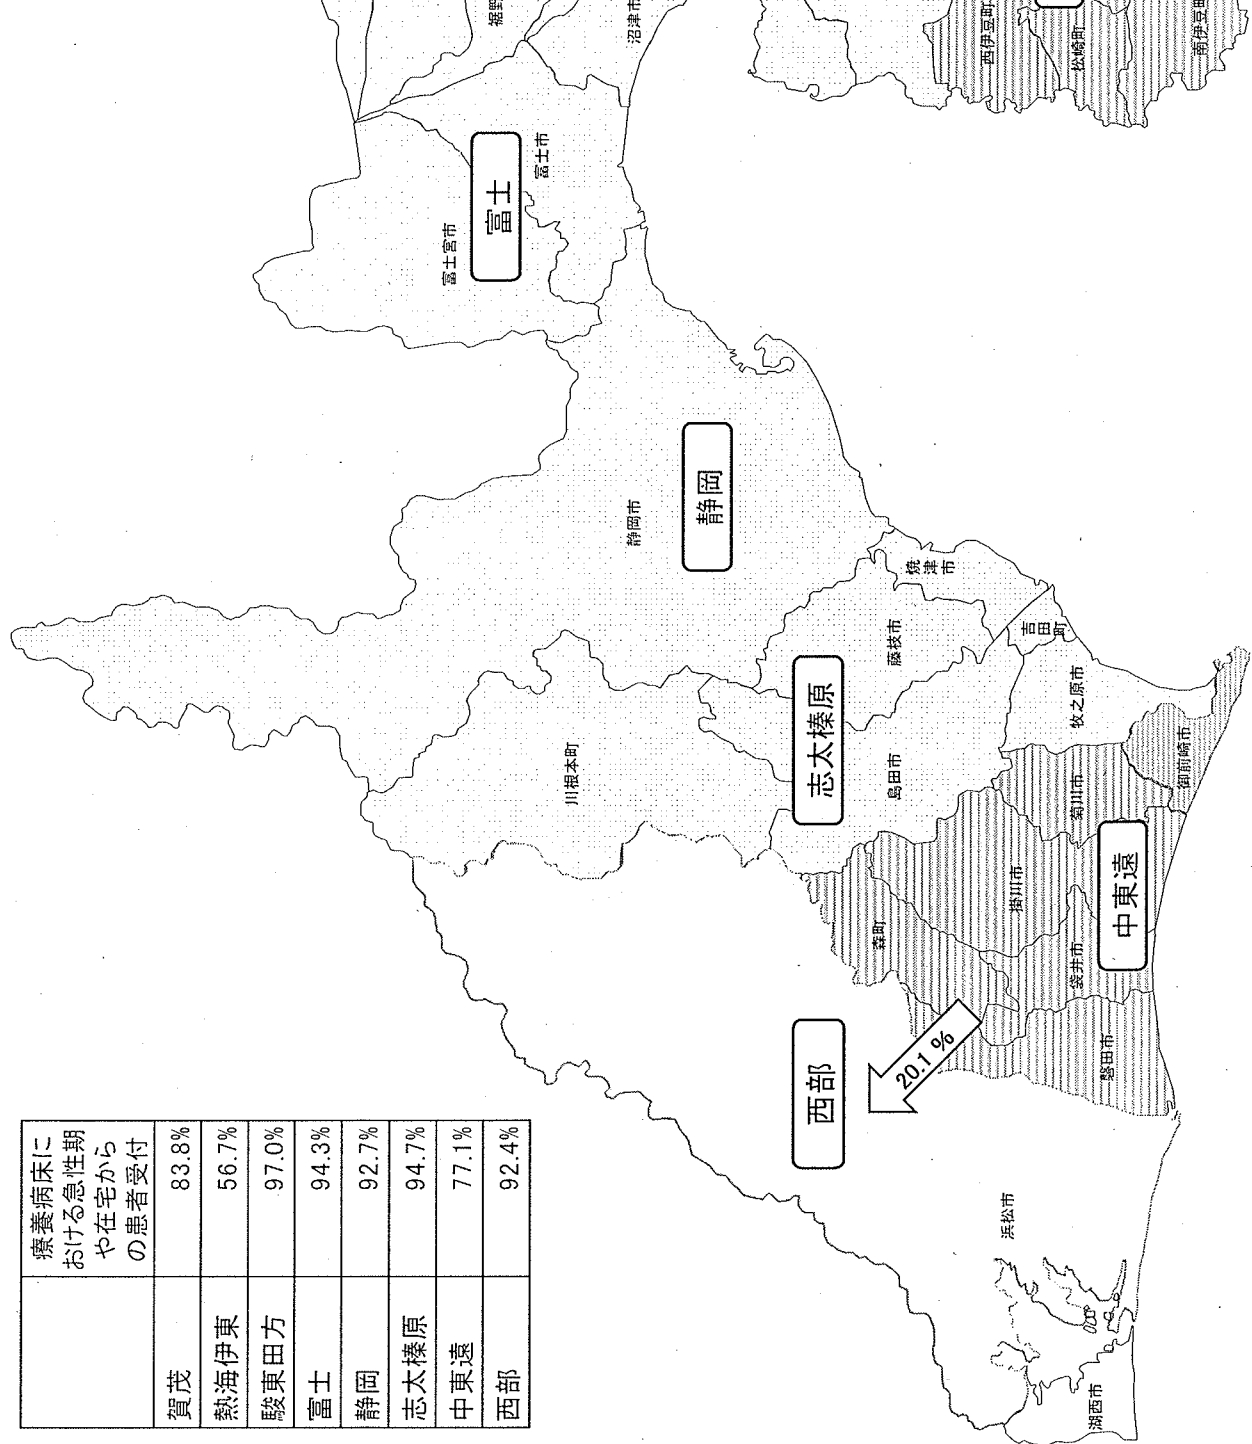 療養病床に
おける急性期
や在宅から
の患者受付
賀茂 83.8%
熱海伊東 56.7%
駿東田方 97.0%
富士 94.3%
静岡 92.7%
志太榛原 94.7%
中東遠 77.1%
西部 92.4%
富士宮市
富士
富士市
沼津市
静岡市
静岡
川根本町
志太榛原
藤枝市
焼津市
島田市
吉田町
牧之原市
御前崎市
菊川市
掛川市
森町
中東遠
袋井市
磐田市
20.1 %
西部
浜松市
湖西市
西伊豆町
松崎町